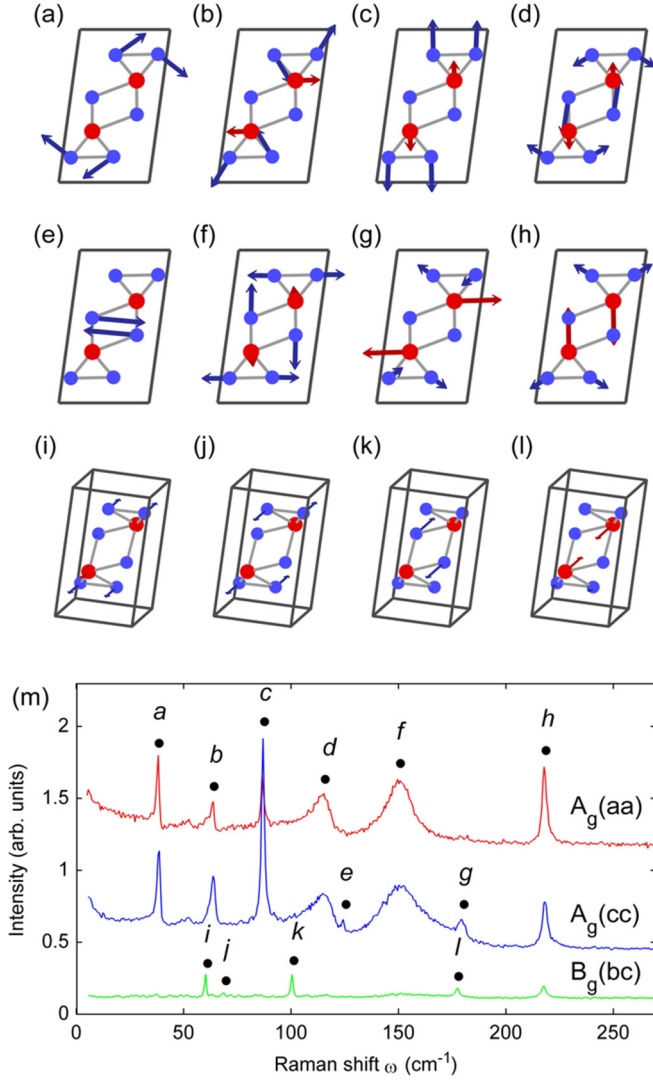 (a) (b) (c) (d)
(e) (f) (g) (h)
(i) (j) (k) (l)
(m)
a b c d e f g h
i j k l
A_g(aa)
A_g(cc)
B_g(bc)
2
1.5
1
0.5
0
Intensity (arb. units)
0 50 100 150 200 250
Raman shift ω (cm⁻¹)